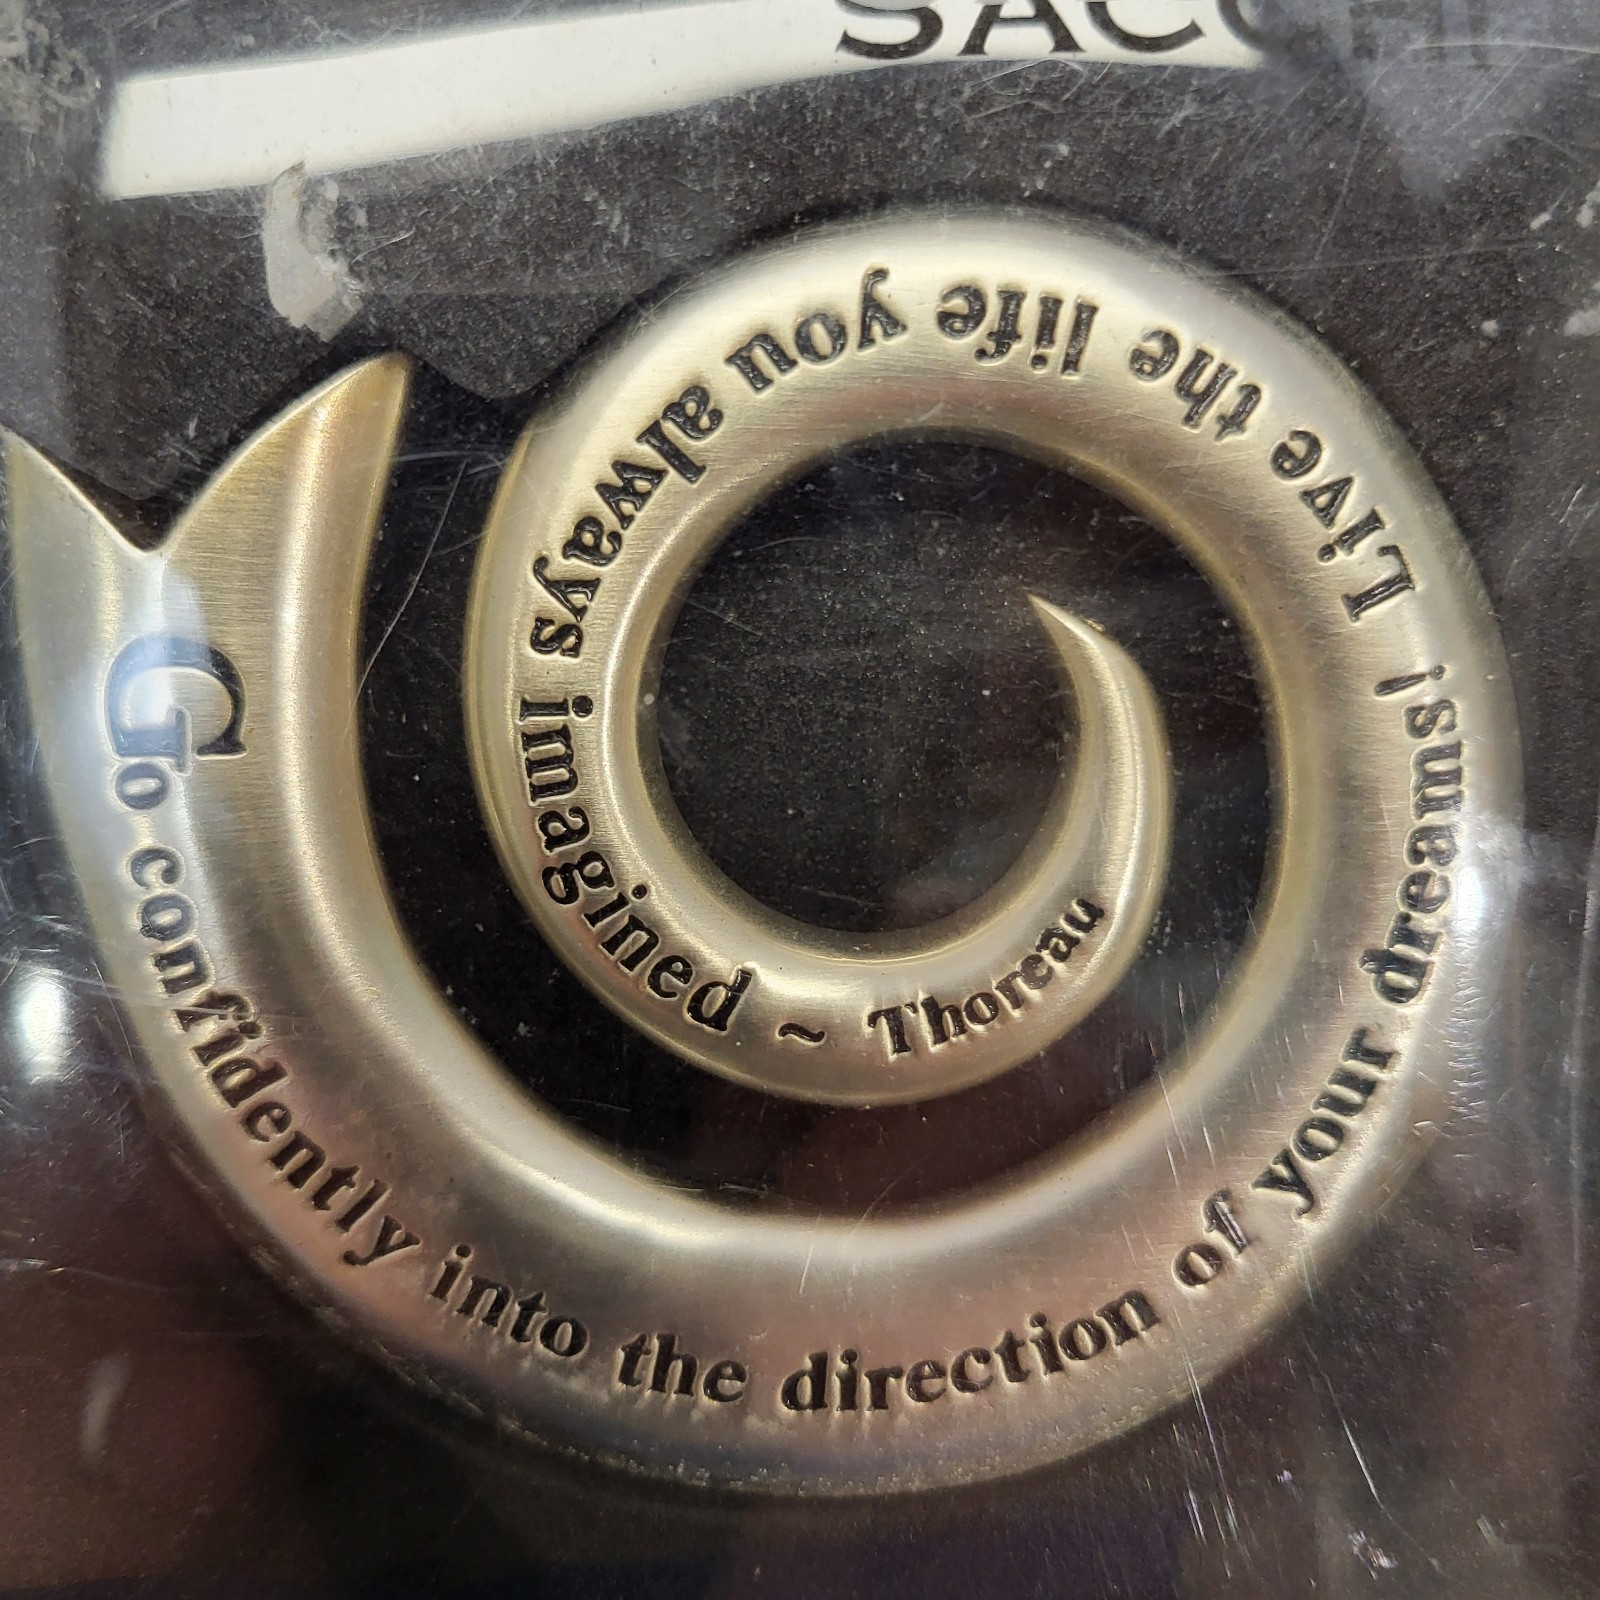 Go confidently into the direction of your dreams! Live the life you always imagined ~ Thoreau